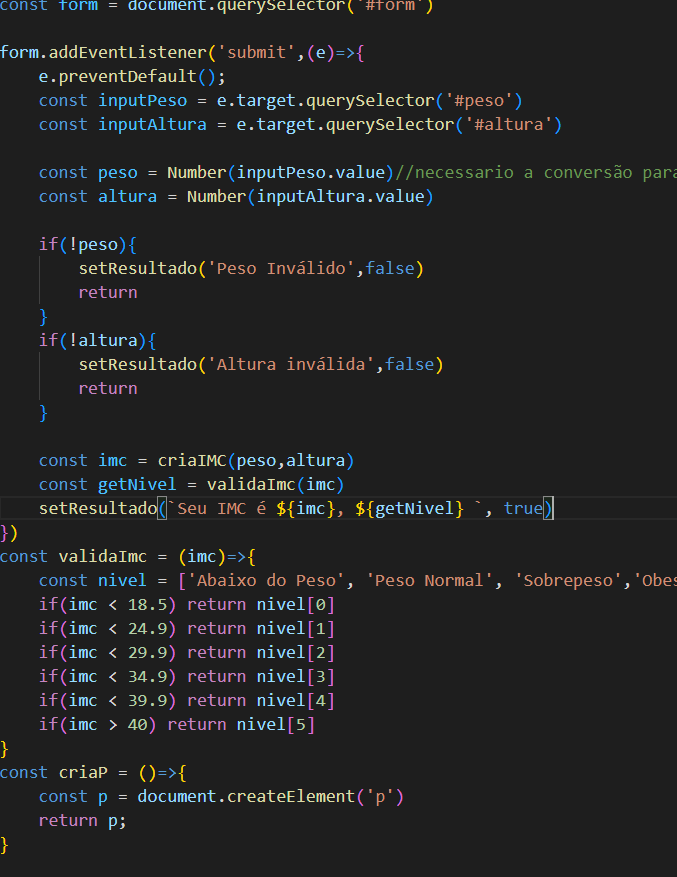 const form = document.querySelector('#form')
form.addEventListener('submit',(e)=>{
e.preventDefault();
const inputPeso = e.target.querySelector('#peso')
const inputAltura = e.target.querySelector('#altura')
const peso = Number(inputPeso.value)//necessario a conversão para
const altura = Number(inputAltura.value)
if(!peso){
setResultado('Peso Inválido',false)
return
}
if(!altura){
setResultado('Altura inválida',false)
return
}
const imc = criaIMC(peso,altura)
const getNivel = validaImc(imc)
setResultado(`Seu IMC é ${imc}, ${getNivel} `, true)
})
const validaImc = (imc)=>{
const nivel = ['Abaixo do Peso', 'Peso Normal', 'Sobrepeso','Obes
if(imc < 18.5) return nivel[0]
if(imc < 24.9) return nivel[1]
if(imc < 29.9) return nivel[2]
if(imc < 34.9) return nivel[3]
if(imc < 39.9) return nivel[4]
if(imc > 40) return nivel[5]
}
const criaP = ()=>{
const p = document.createElement('p')
return p;
}